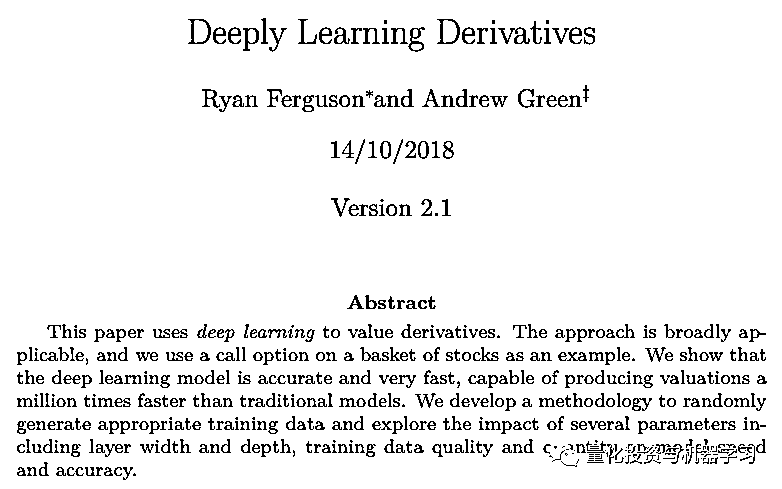 Deeply Learning Derivatives
Ryan Ferguson*and Andrew Green‡
14/10/2018
Version 2.1
Abstract
This paper uses deep learning to value derivatives. The approach is broadly ap-
plicable, and we use a call option on a basket of stocks as an example. We show that
the deep learning model is accurate and very fast, capable of producing valuations a
million times faster than traditional models. We develop a methodology to randomly
generate appropriate training data and explore the impact of several parameters in-
cluding layer width and depth, training data quality and quantity on model speed
and accuracy.
量化投资与机器学习